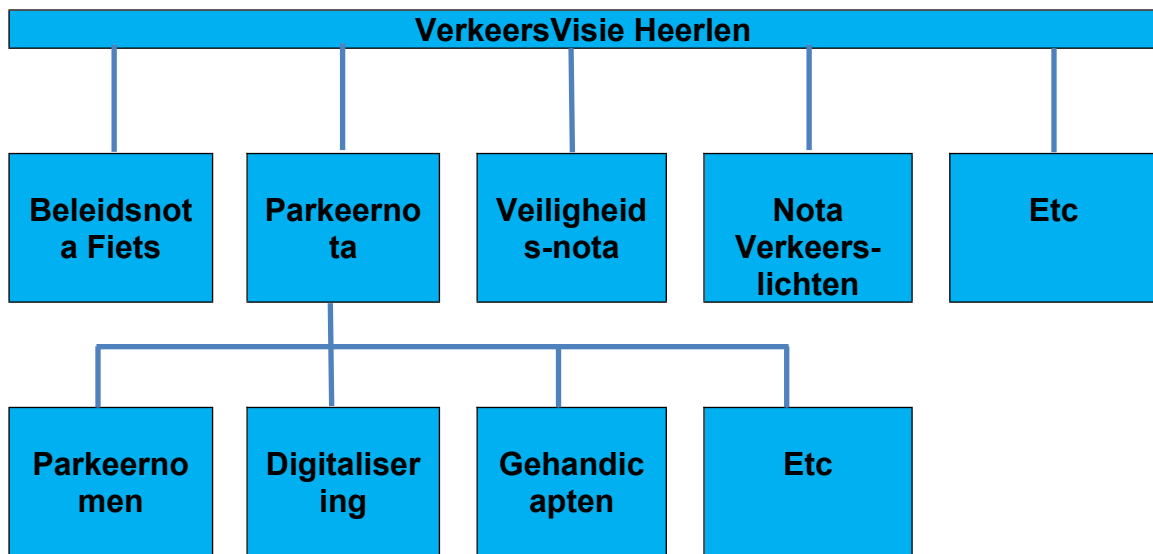 VerkeersVisie Heerlen
Beleidsnot
a Fiets
Parkeerno
ta
Veiligheid
s-nota
Nota
Verkeers-
lichten
Etc
Parkeerno
men
Digitaliser
ing
Gehandic
apten
Etc